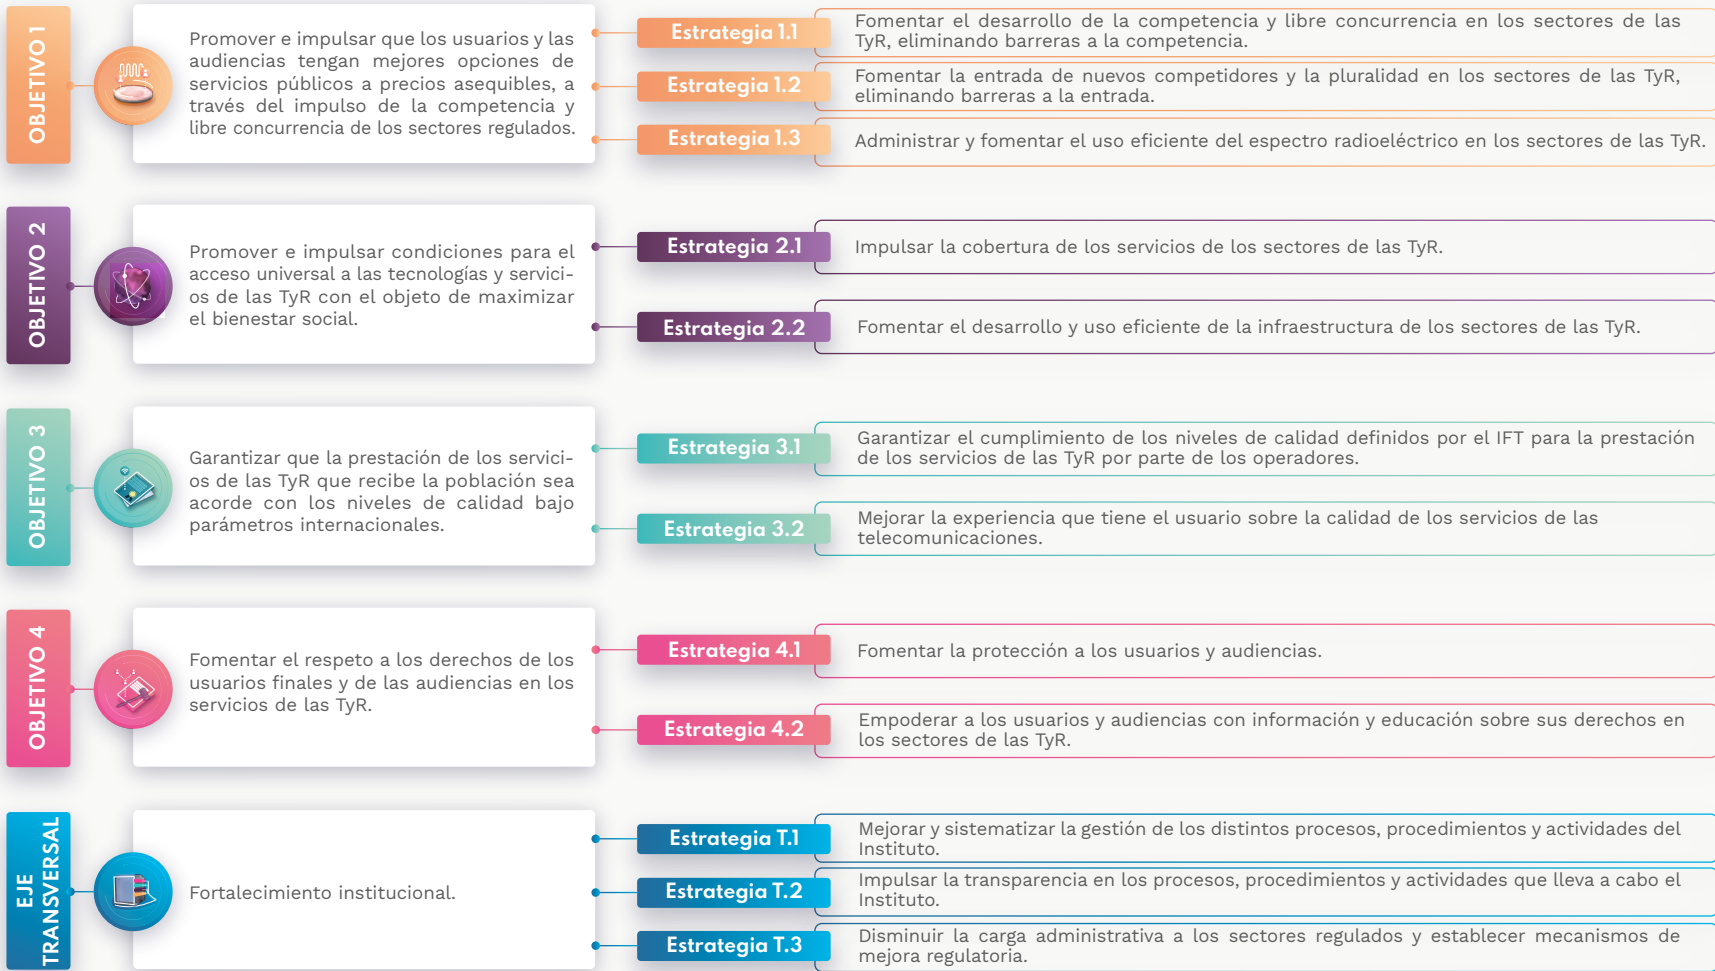 OBJETIVO 1
Promover e impulsar que los usuarios y las
audiencias tengan mejores opciones de
servicios públicos a precios asequibles, a
través del impulso de la competencia y
libre concurrencia de los sectores regulados.
Estrategia 1.1
Fomentar el desarrollo de la competencia y libre concurrencia en los sectores de las
TyR, eliminando barreras a la competencia.
Estrategia 1.2
Fomentar la entrada de nuevos competidores y la pluralidad en los sectores de las TyR,
eliminando barreras a la entrada.
Estrategia 1.3
Administrar y fomentar el uso eficiente del espectro radioeléctrico en los sectores de las TyR.
OBJETIVO 2
Promover e impulsar condiciones para el
acceso universal a las tecnologías y servici-
os de las TyR con el objeto de maximizar
el bienestar social.
Estrategia 2.1
Impulsar la cobertura de los servicios de los sectores de las TyR.
Estrategia 2.2
Fomentar el desarrollo y uso eficiente de la infraestructura de los sectores de las TyR.
OBJETIVO 3
Garantizar que la prestación de los servici-
os de las TyR que recibe la población sea
acorde con los niveles de calidad bajo
parámetros internacionales.
Estrategia 3.1
Garantizar el cumplimiento de los niveles de calidad definidos por el IFT para la prestación
de los servicios de las TyR por parte de los operadores.
Estrategia 3.2
Mejorar la experiencia que tiene el usuario sobre la calidad de los servicios de las
telecomunicaciones.
OBJETIVO 4
Fomentar el respeto a los derechos de los
usuarios finales y de las audiencias en los
servicios de las TyR.
Estrategia 4.1
Fomentar la protección a los usuarios y audiencias.
Estrategia 4.2
Empoderar a los usuarios y audiencias con información y educación sobre sus derechos en
los sectores de las TyR.
EJE
TRANSVERSAL
Fortalecimiento institucional.
Estrategia T.1
Mejorar y sistematizar la gestión de los distintos procesos, procedimientos y actividades del
Instituto.
Estrategia T.2
Impulsar la transparencia en los procesos, procedimientos y actividades que lleva a cabo el
Instituto.
Estrategia T.3
Disminuir la carga administrativa a los sectores regulados y establecer mecanismos de
mejora regulatoria.